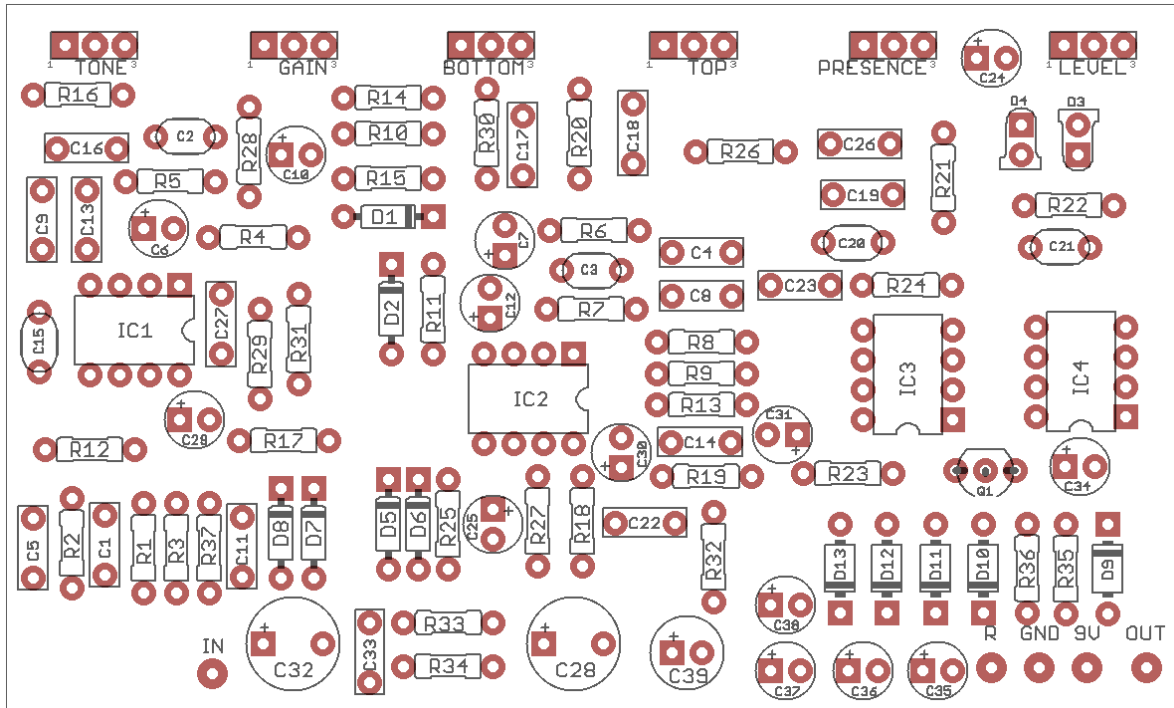 1 3 1 3 1 3 1 3 1 3 1 3
TONE GAIN BOTTOM TOP PRESENCE LEVEL
+ C24
R16 R14 D4 D3
R28 R10 R30 C17 R20 C18
C2 C16 + C10 R26 C26 R21
R5 R15 C19
C9 C13 + C6 R4 D1 C7 + R6 R22
C20 C21
C4
C3
C15 IC1 C27 R29 R31 D2 R11 C12 + R7 C8 C23 R24
R8
R9 IC3 IC4
IC2 R13
+ C29 C31 +
R12 R17 C30 + C14
R19 R23 Q1 + C34
C5 R2 C1 R1 R3 R37 C11 D8 D7 D5 D6 R25 C25 + R27 R18 C22 R32 D13 D12 D11 D10 R36 R35 D9
+ C38
IN + C32 C33 R33 + C28 + C39 R GND 9V OUT
R34 + C37 + C36 + C35